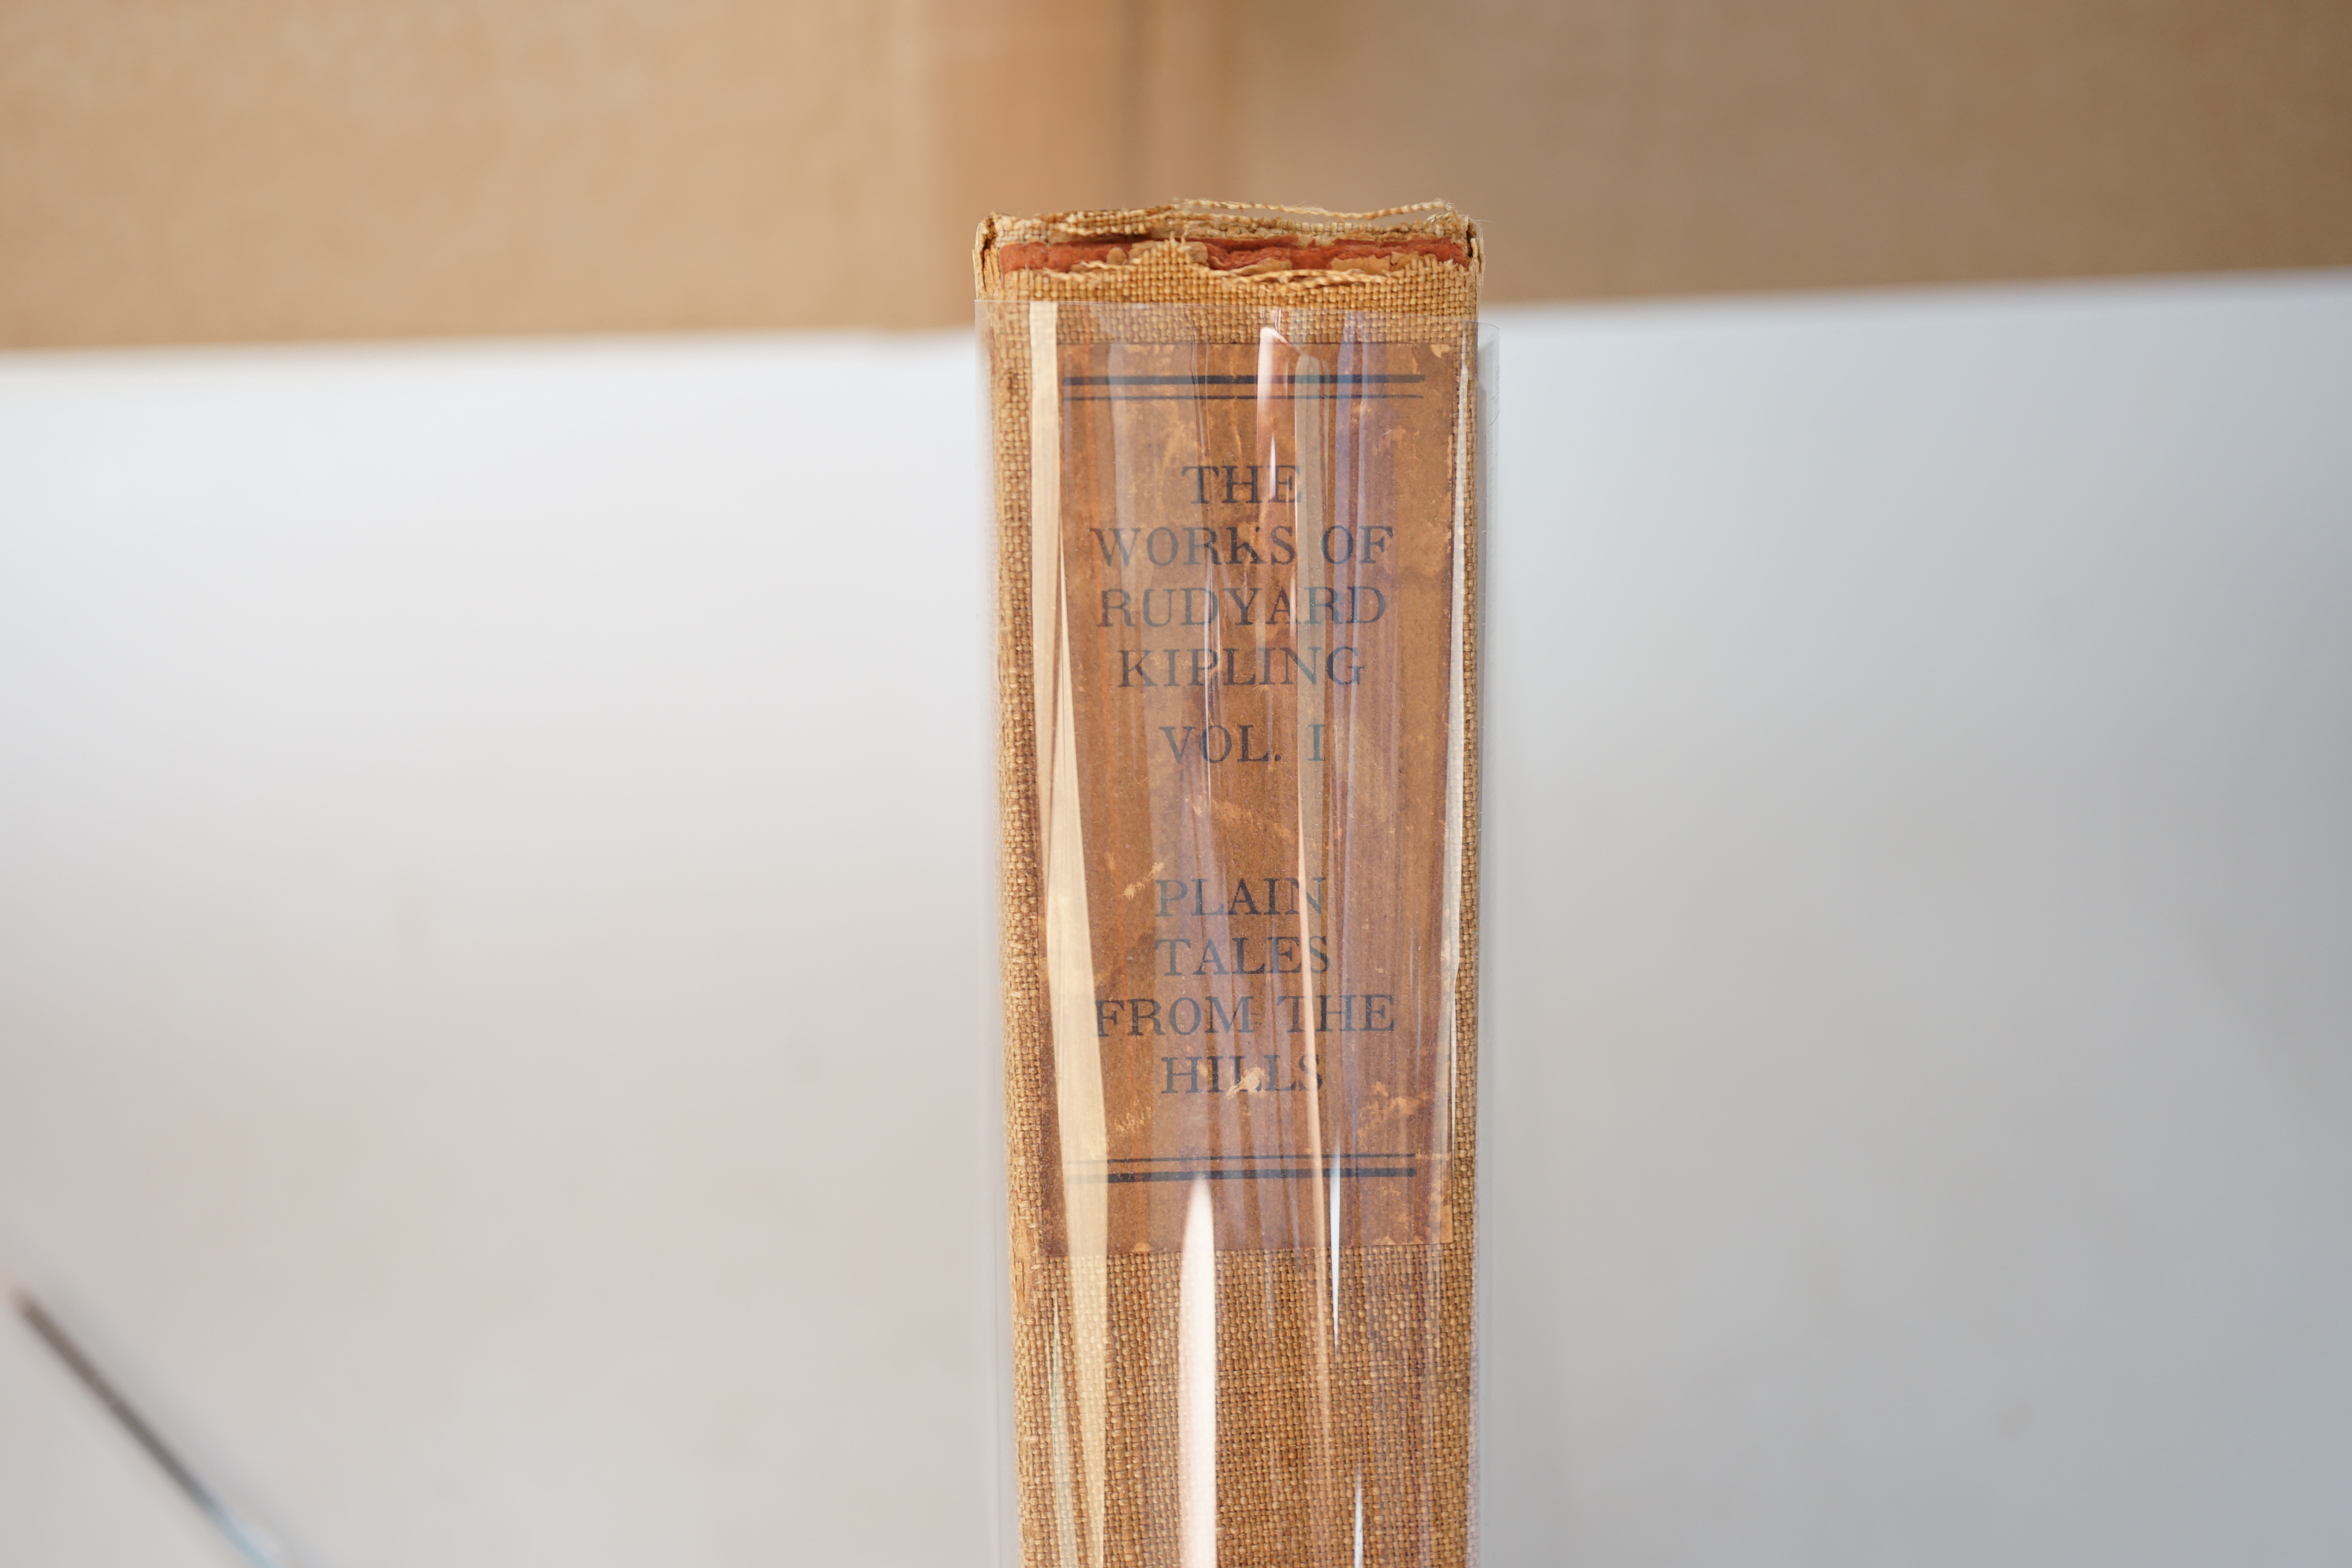 THE
WORKS OF
RUDYARD
KIPLING
VOL. I
PLAIN
TALES
FROM THE
HILLS